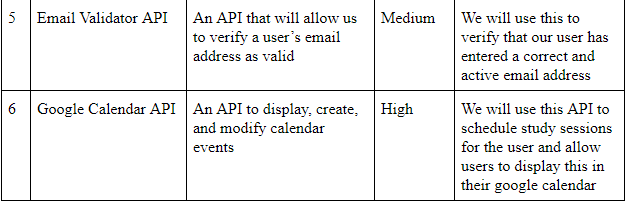 5 Email Validator API An API that will allow us Medium We will use this to
to verify a user's email verify that our user has
address as valid entered a correct and
active email address
6 Google Calendar API An API to display, create, High We will use this API to
and modify calendar schedule study sessions
events for the user and allow
users to display this in
their google calendar